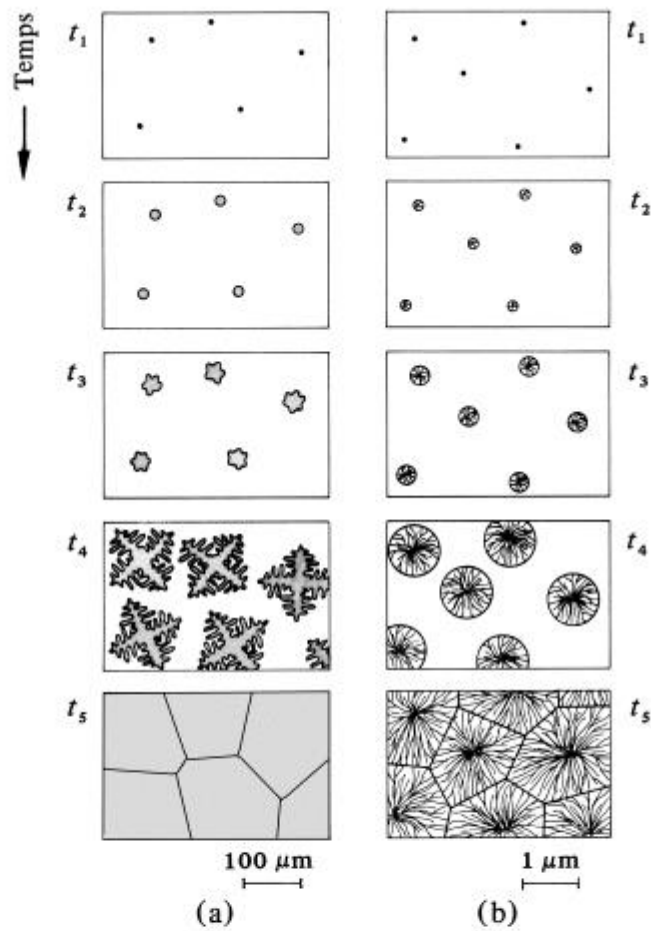 Temps
t₁ t₁
t₂ t₂
t₃ t₃
t₄ t₄
t₅ t₅
100 μm 1 μm
(a) (b)